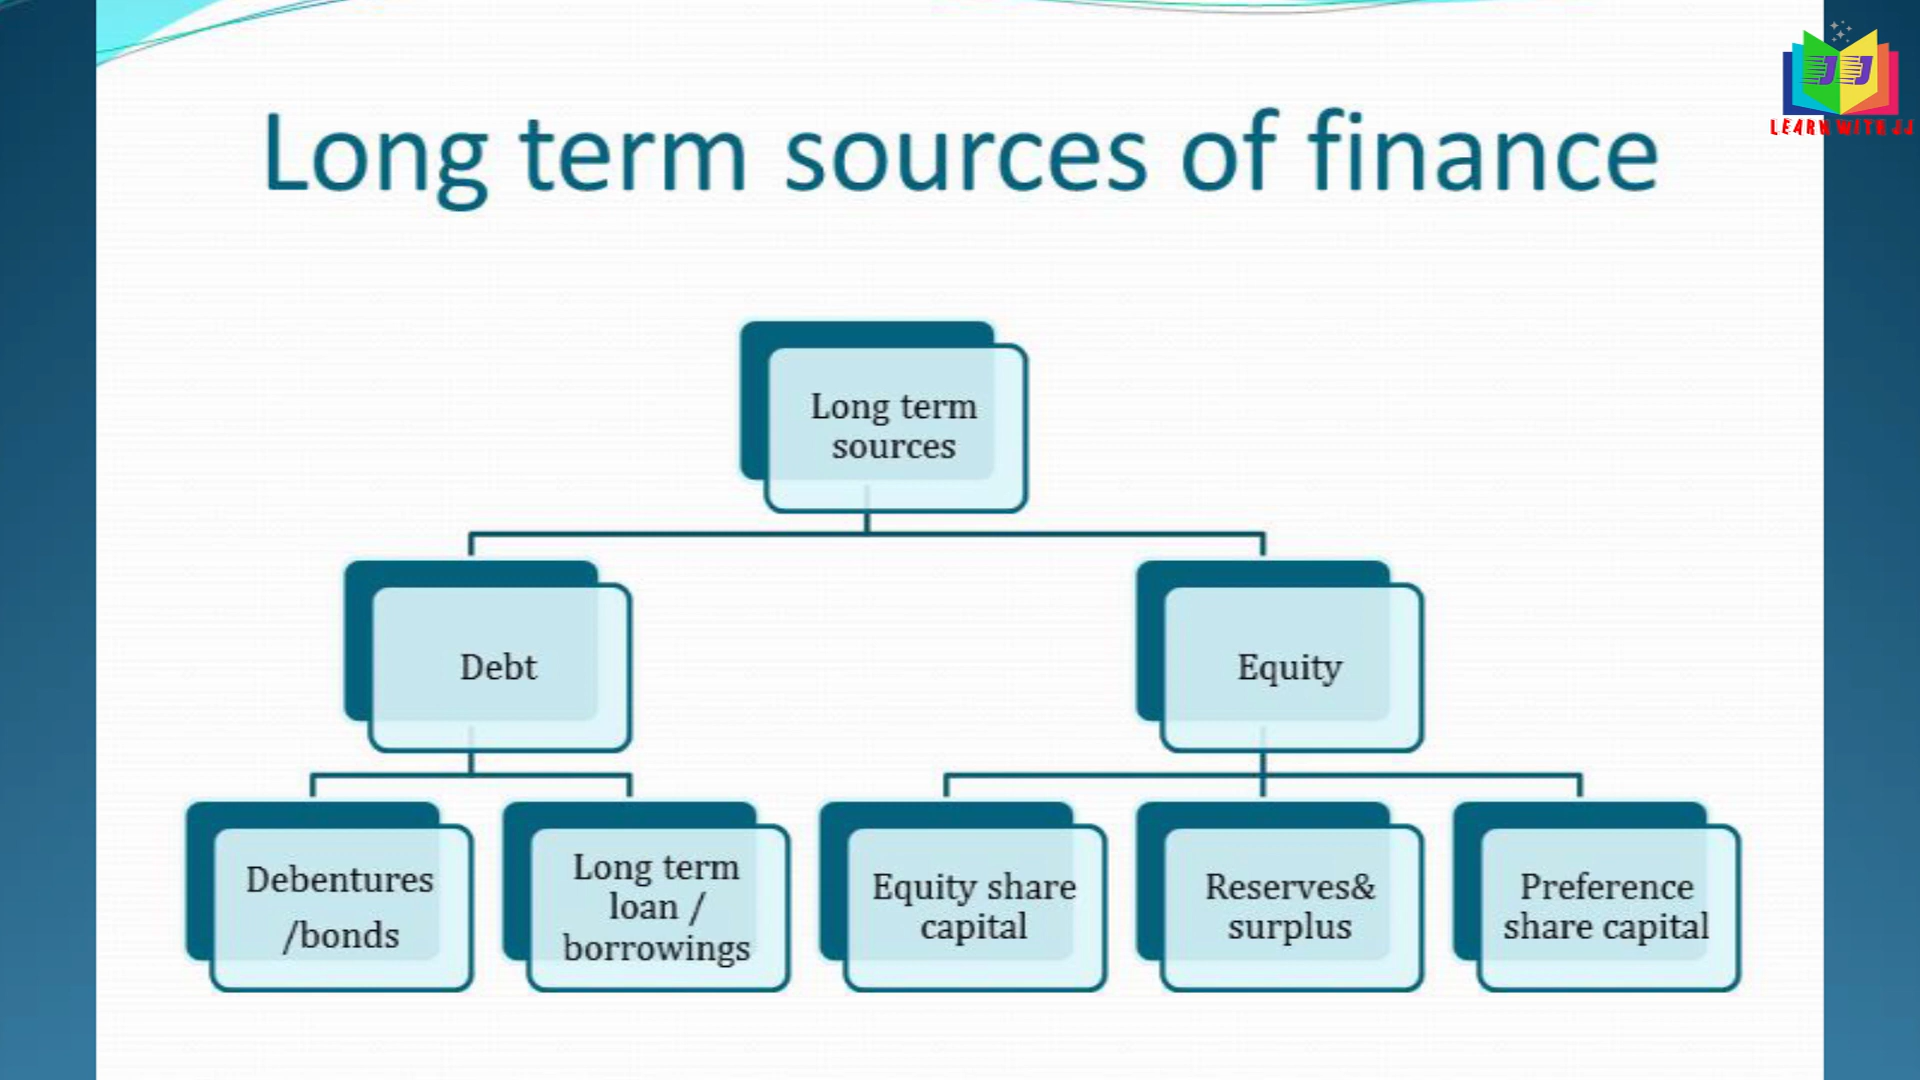 LEARN WITH JJ
Long term sources of finance
Long term
sources
Debt
Equity
Debentures
/bonds
Long term
loan /
borrowings
Equity share
capital
Reserves&
surplus
Preference
share capital